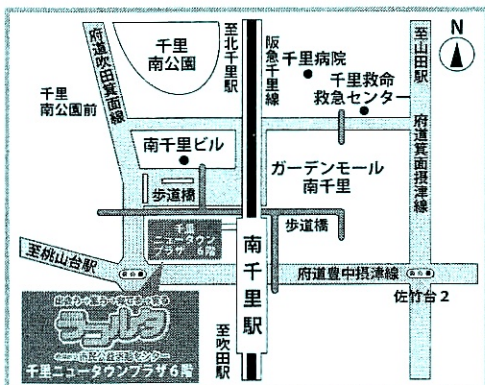 府道吹田箕面線
千里
南公園
至北千里駅
阪急千里線
千里病院
千里救命
救急センター
至山田駅
N
千里
南公園前
南千里ビル
ガーデンモール
南千里
府道箕面摂津線
歩道橋
千里
ニュータウン
プラザ 6階
歩道橋
至桃山台駅
南千里駅
府道豊中摂津線
佐竹台2
ラコルタ
至吹田駅
千里ニュータウンプラザ6階